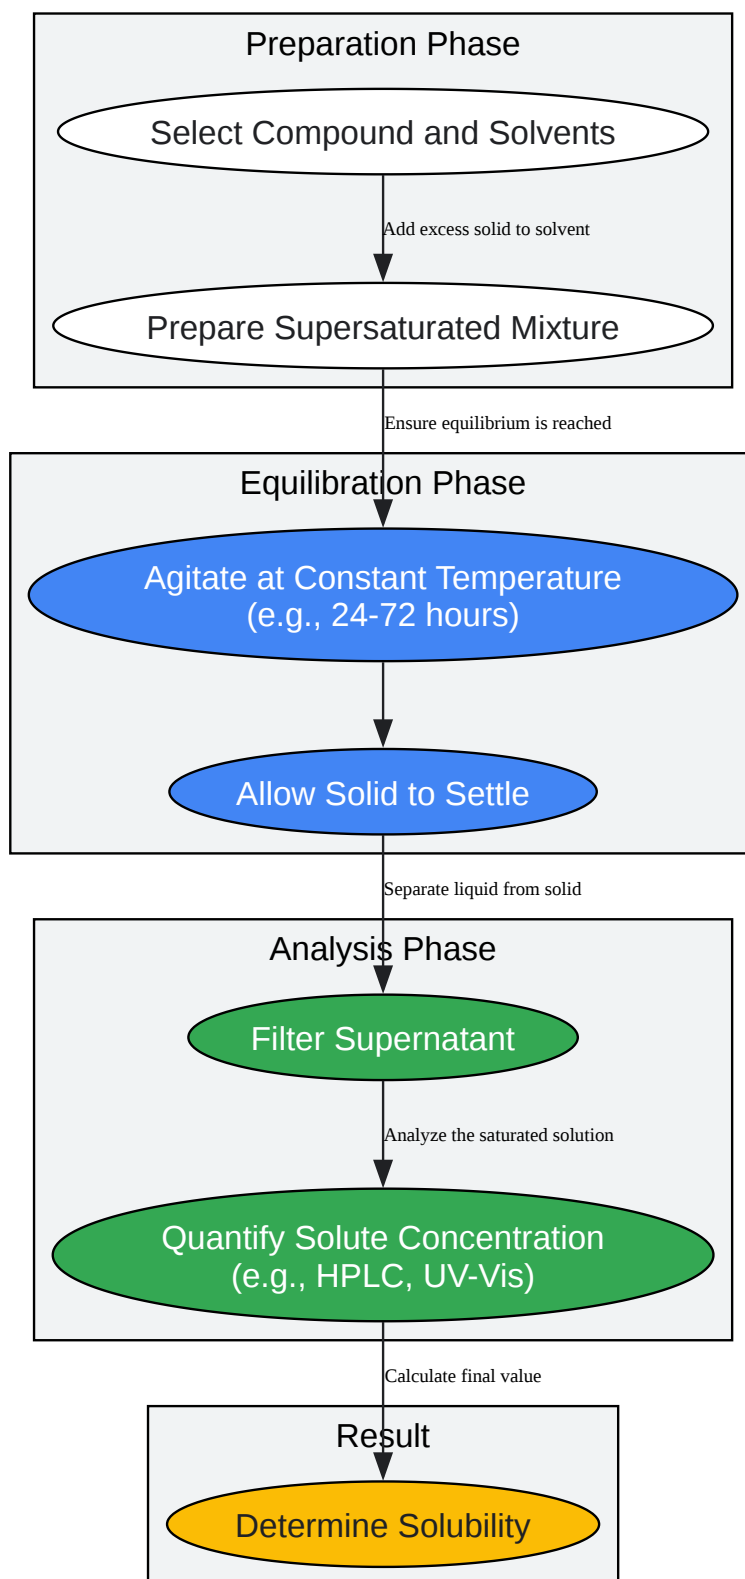 Preparation Phase
Select Compound and Solvents
Add excess solid to solvent
Prepare Supersaturated Mixture
Ensure equilibrium is reached
Equilibration Phase
Agitate at Constant Temperature
(e.g., 24-72 hours)
Allow Solid to Settle
Separate liquid from solid
Analysis Phase
Filter Supernatant
Analyze the saturated solution
Quantify Solute Concentration
(e.g., HPLC, UV-Vis)
Calculate final value
Result
Determine Solubility